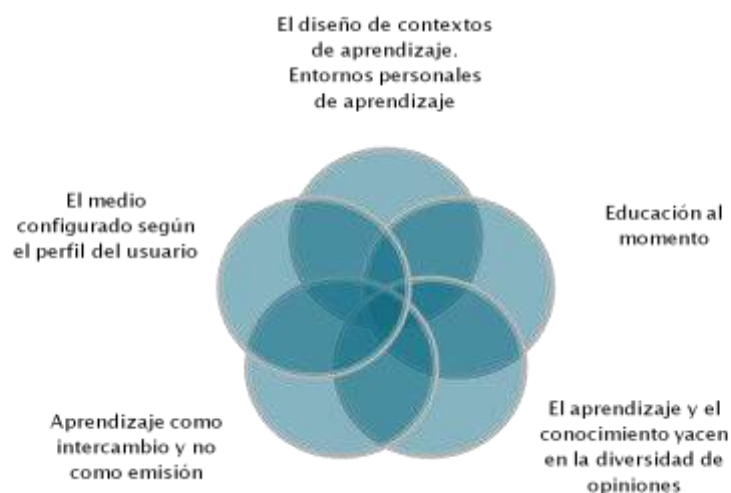 El diseño de contextos
de aprendizaje.
Entornos personales
de aprendizaje
El medio
configurado según
el perfil del usuario
Educación al
momento
Aprendizaje como
intercambio y no
como emisión
El aprendizaje y el
conocimiento yacen
en la diversidad de
opiniones